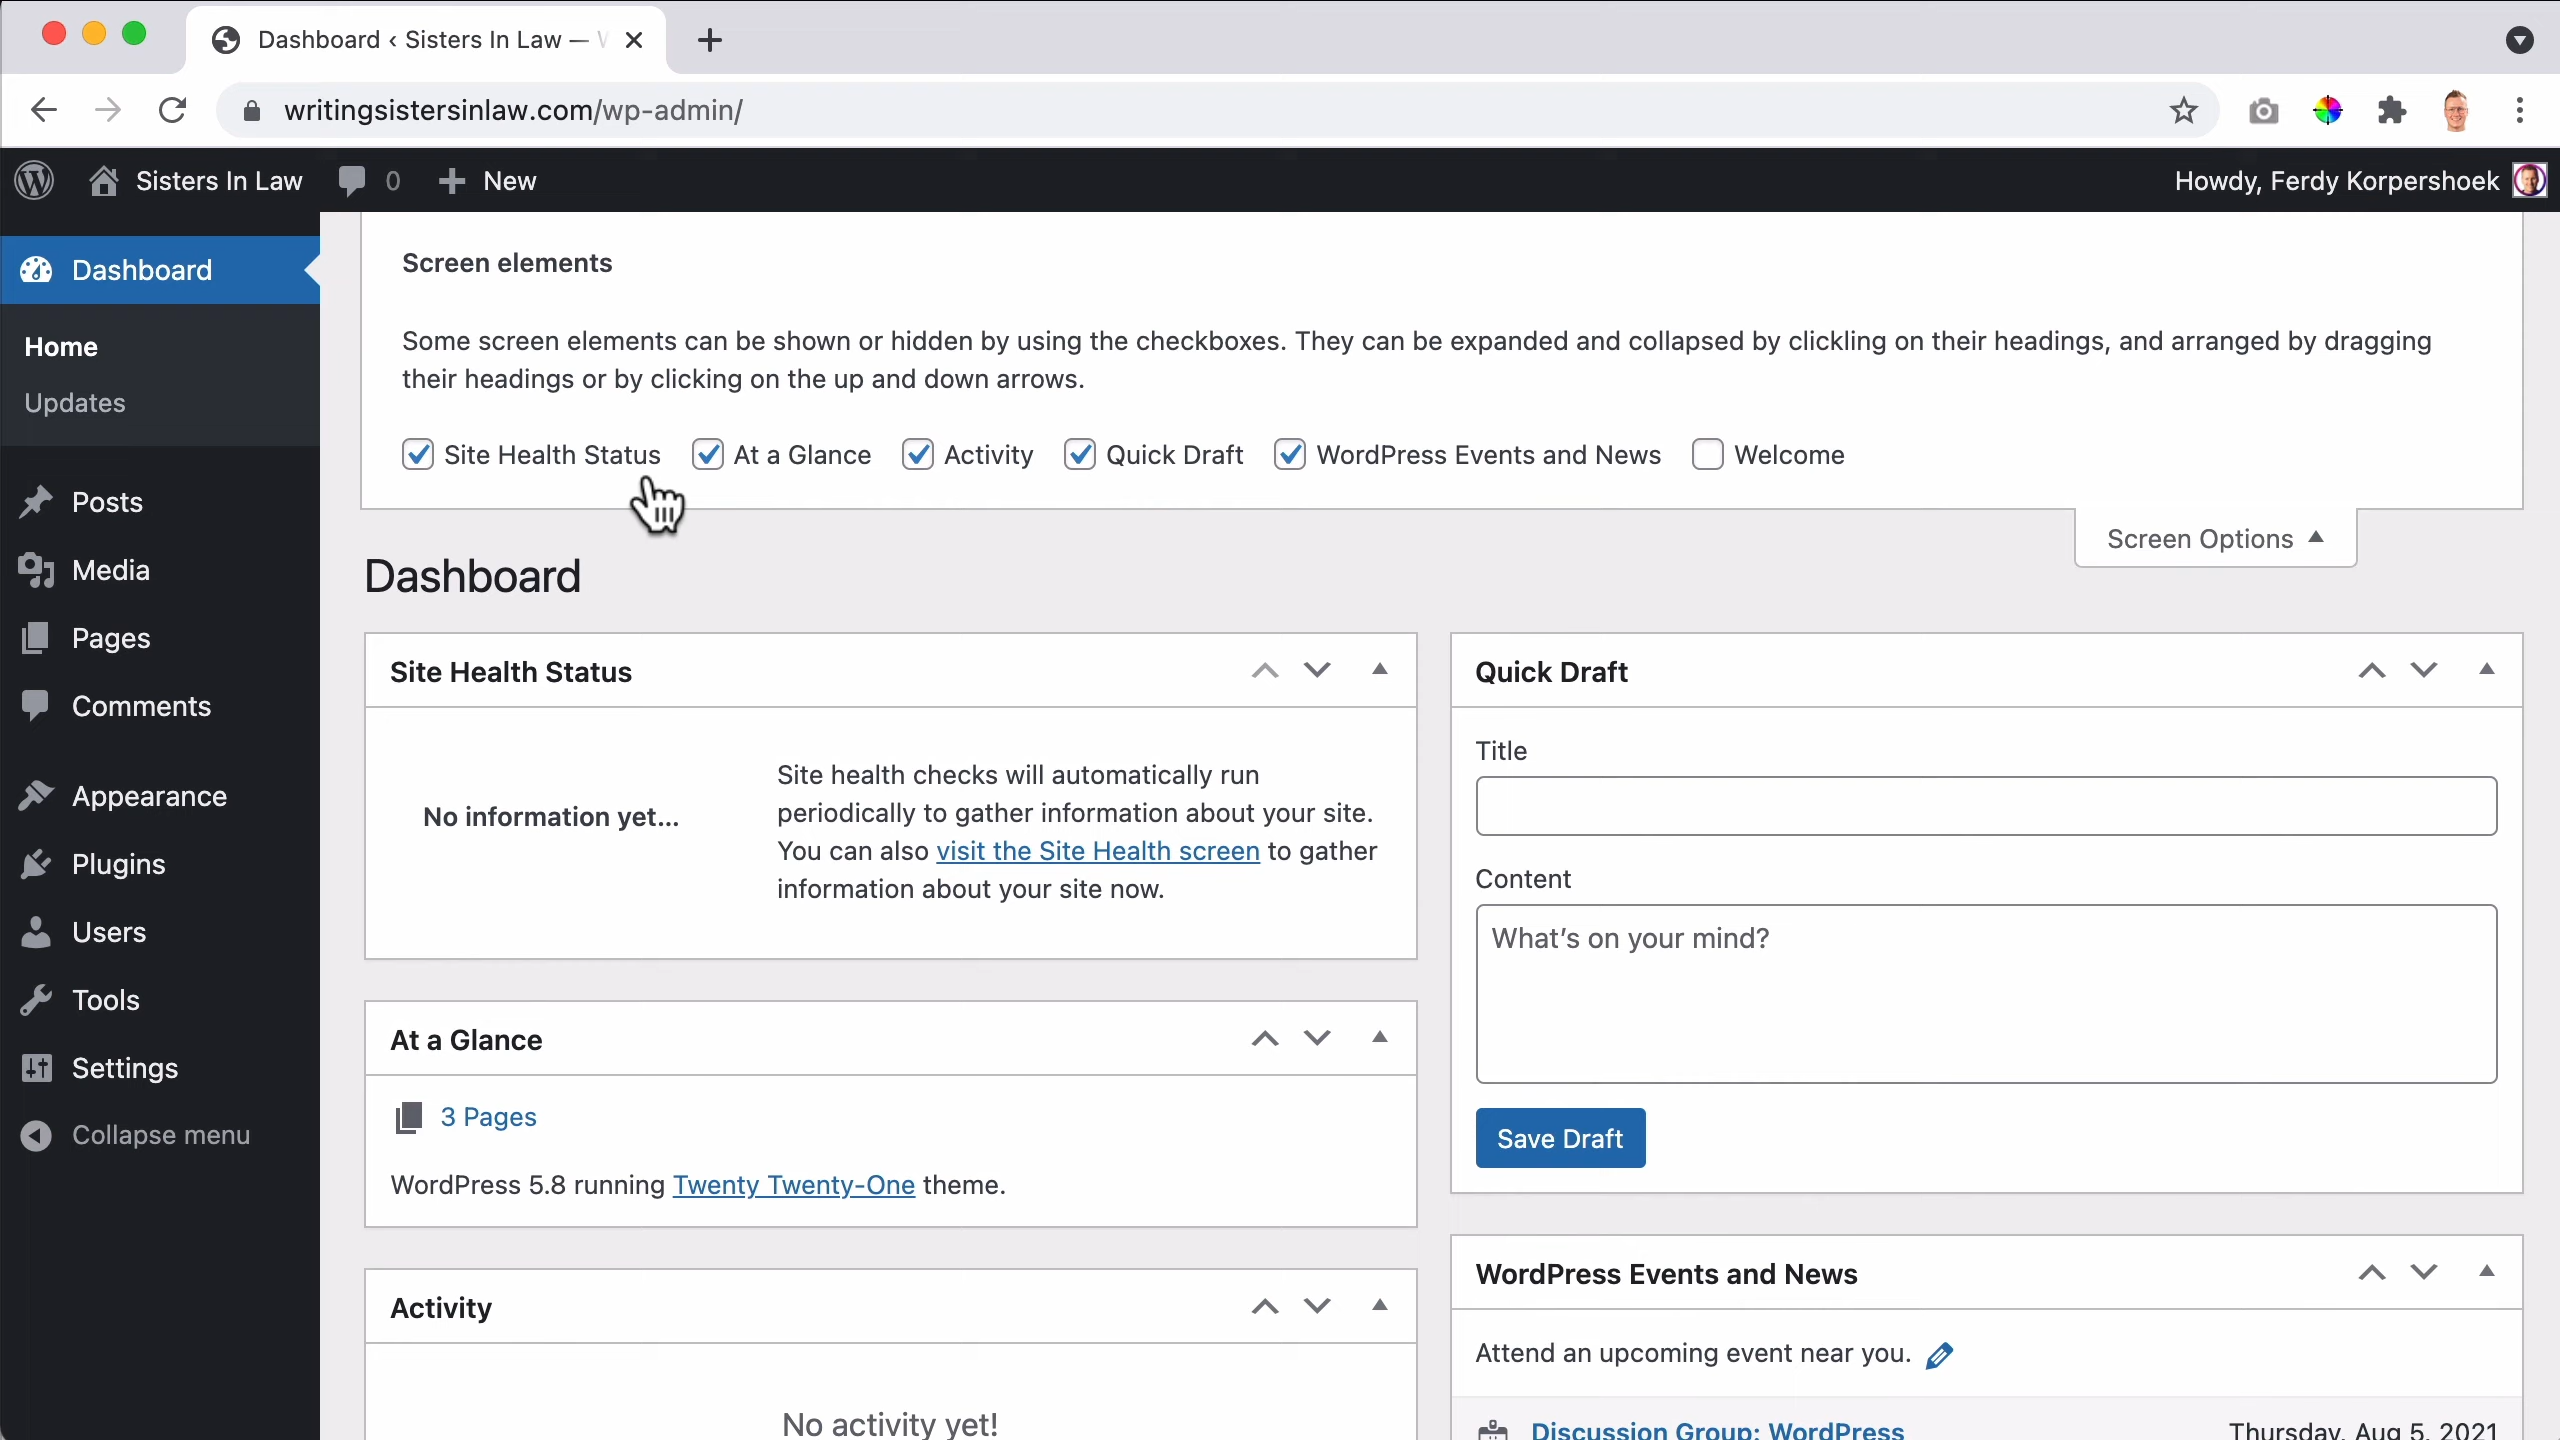 Dashboard ‹ Sisters In Law —
writingsistersinlaw.com/wp-admin/
Sisters In Law
0
New
Howdy, Ferdy Korpershoek
Dashboard
Home
Updates
Posts
Media
Pages
Comments
Appearance
Plugins
Users
Tools
Settings
Collapse menu
Screen elements
Some screen elements can be shown or hidden by using the checkboxes. They can be expanded and collapsed by clickling on their headings, and arranged by dragging
their headings or by clicking on the up and down arrows.
Site Health Status At a Glance Activity Quick Draft WordPress Events and News Welcome
Screen Options
Dashboard
Site Health Status
No information yet...
Site health checks will automatically run
periodically to gather information about your site.
You can also visit the Site Health screen to gather
information about your site now.
At a Glance
3 Pages
WordPress 5.8 running Twenty Twenty-One theme.
Activity
No activity yet!
Quick Draft
Title
Content
What’s on your mind?
Save Draft
WordPress Events and News
Attend an upcoming event near you.
Discussion Group: WordPress
Thursday, Aug 5, 2021